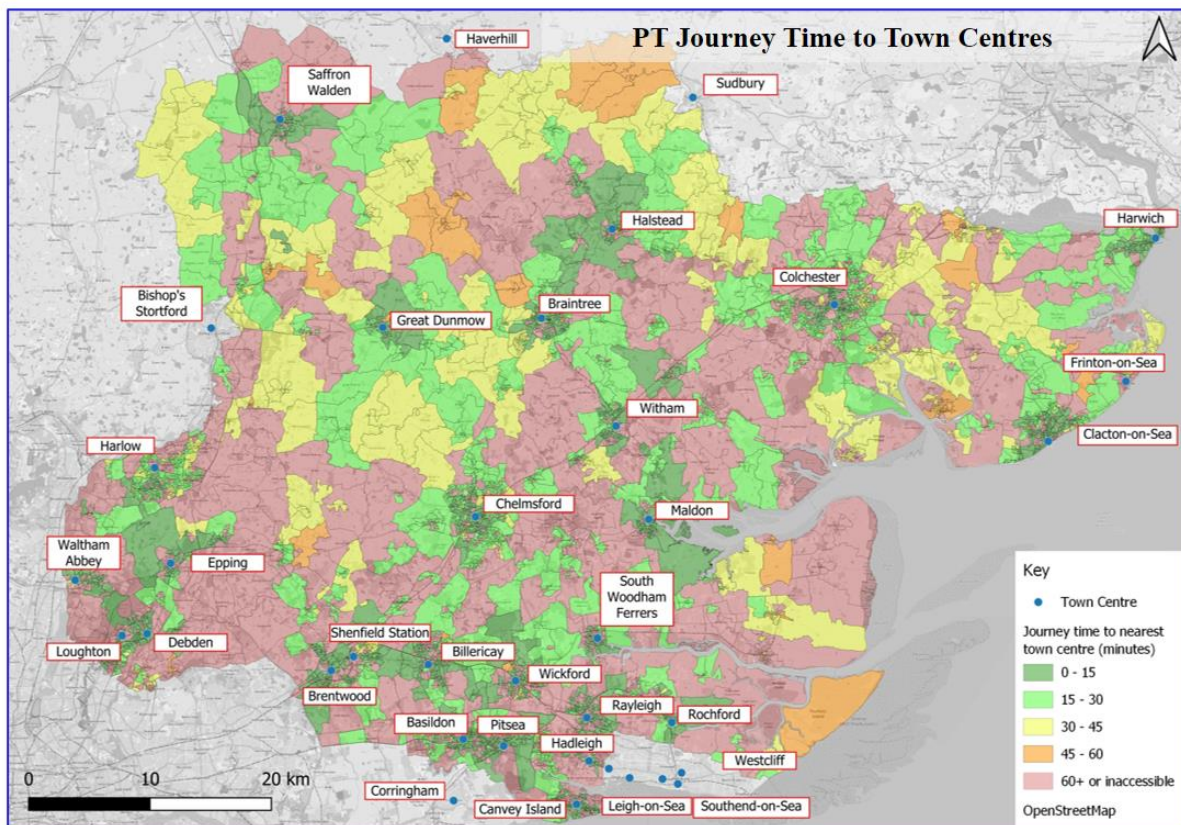 PT Journey Time to Town Centres
Haverhill
Saffron
Walden
Sudbury
Halstead
Harwich
Colchester
Bishop's
Stortford
Great Dunmow
Braintree
Frinton-on-Sea
Witham
Clacton-on-Sea
Harlow
Chelmsford
Maldon
Waltham
Abbey
Epping
South
Woodham
Ferrers
Shenfield Station
Loughton
Debden
Billericay
Brentwood
Wickford
Rayleigh
Rochford
Basildon
Pitsea
Hadleigh
Westcliff
Corringham
Canvey Island
Leigh-on-Sea
Southend-on-Sea
0
10
20 km
Key
Town Centre
Journey time to nearest
town centre (minutes)
0 - 15
15 - 30
30 - 45
45 - 60
60+ or inaccessible
OpenStreetMap